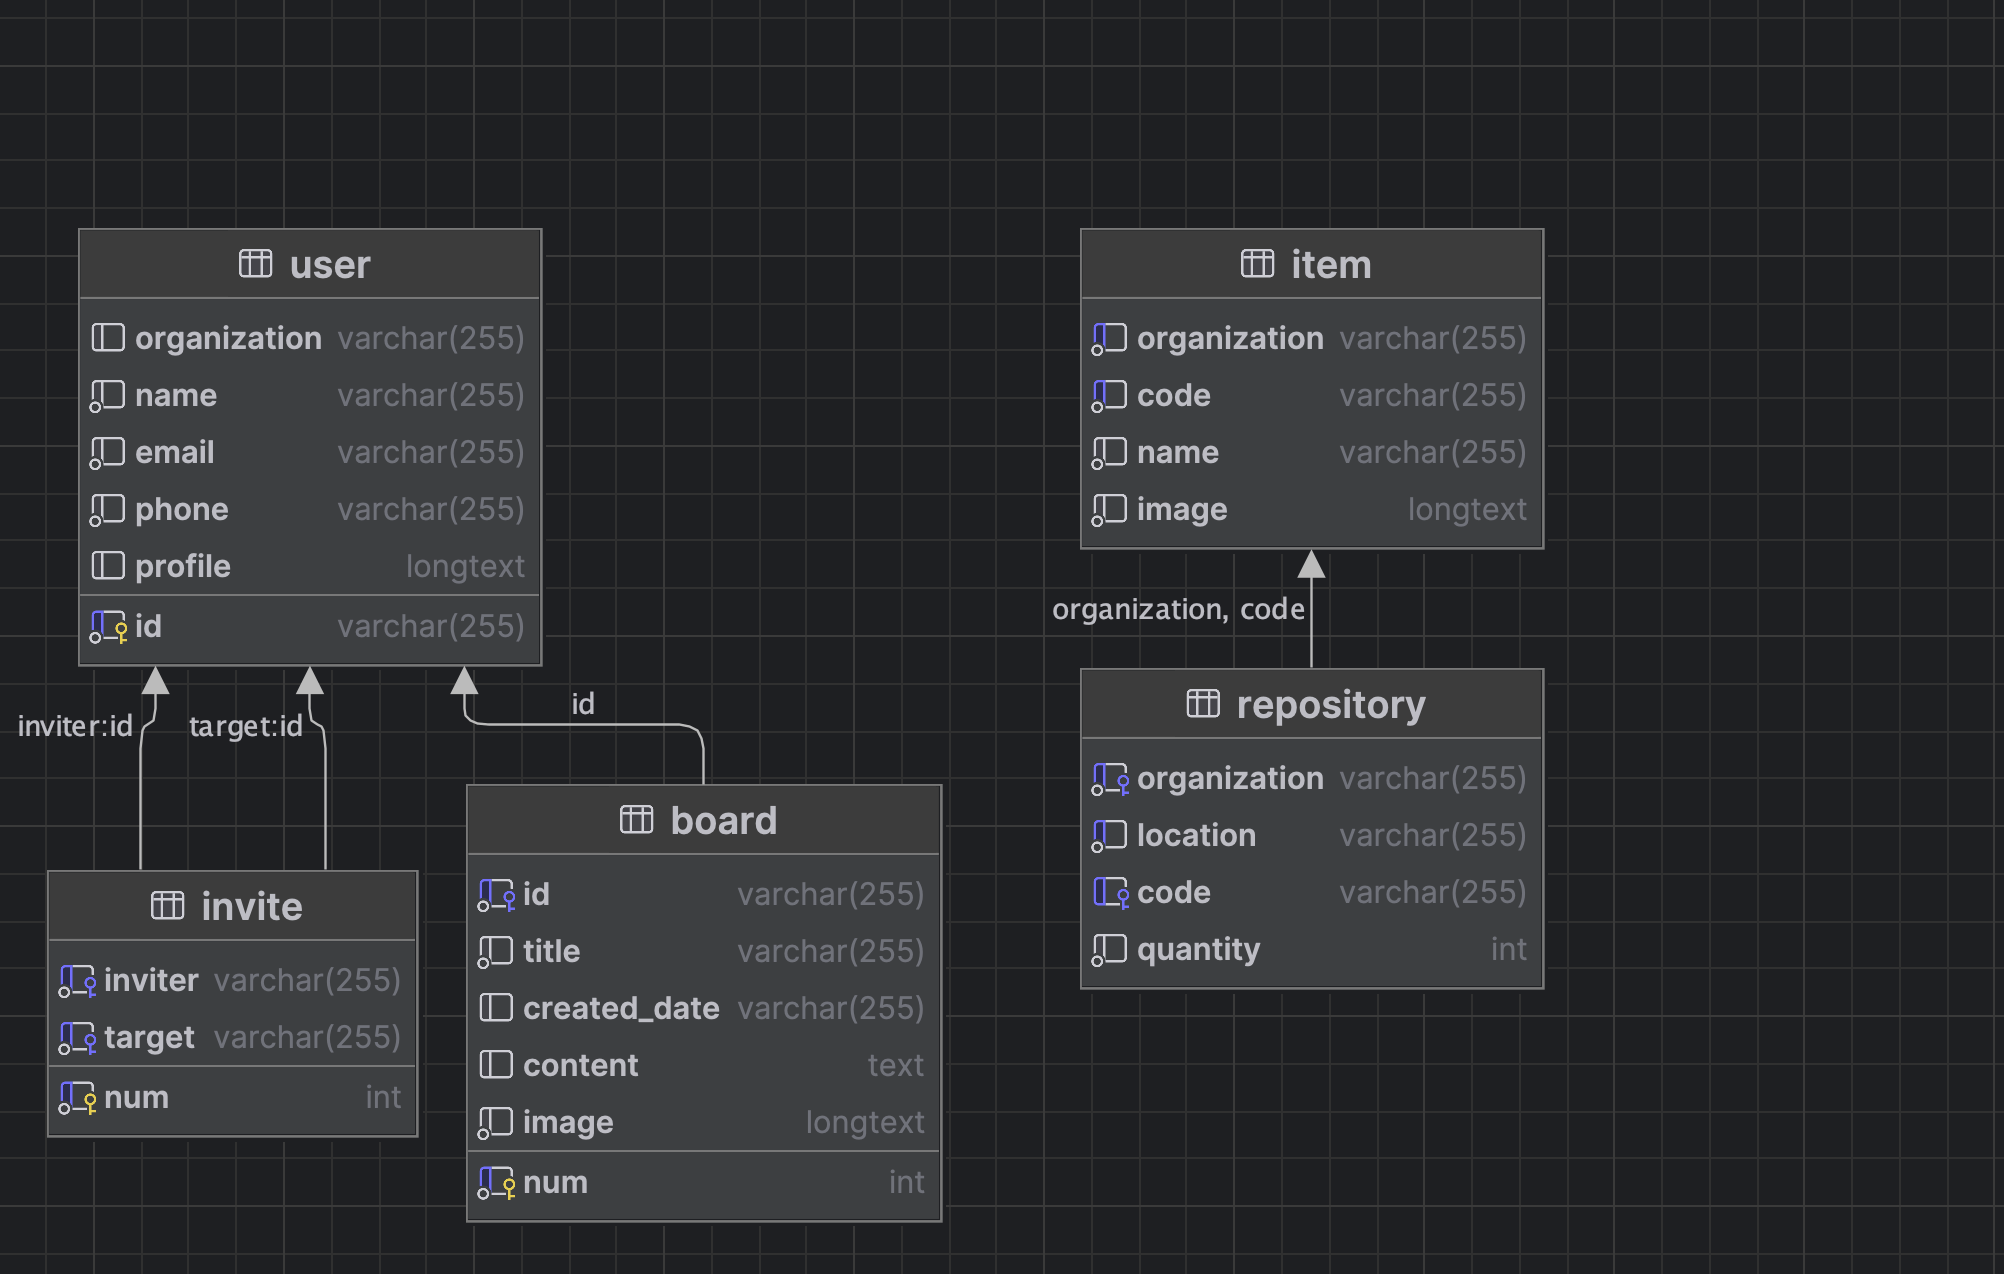 user
organization varchar(255)
name varchar(255)
email varchar(255)
phone varchar(255)
profile longtext
id varchar(255)
inviter:id
target:id
id
invite
inviter varchar(255)
target varchar(255)
num int
board
id varchar(255)
title varchar(255)
created_date varchar(255)
content text
image longtext
num int
item
organization varchar(255)
code varchar(255)
name varchar(255)
image longtext
organization, code
repository
organization varchar(255)
location varchar(255)
code varchar(255)
quantity int